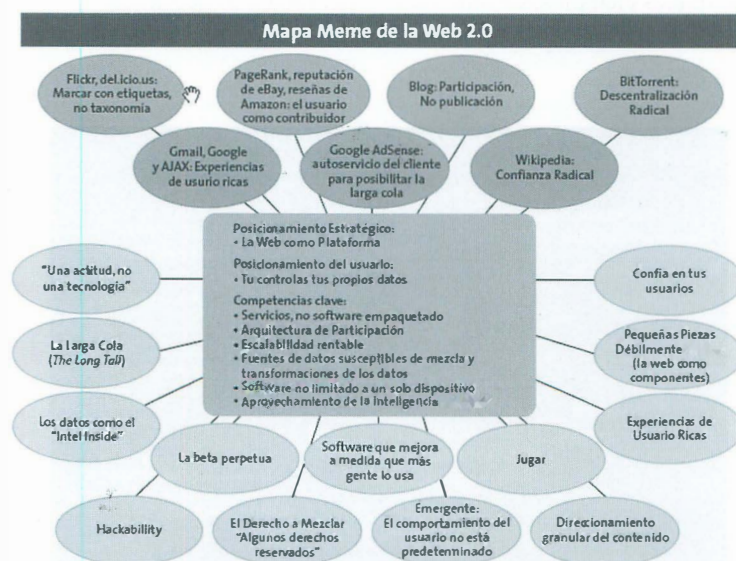 Mapa Meme de la Web 2.0
Flickr, del.icio.us:
Marcar con etiquetas,
no taxonomía
PageRank, reputación
de eBay, reseñas de
Amazon: el usuario
como contribuidor
Blog: Participación,
No publicación
BitTorrent:
Descentralización
Radical
Gmail, Google
y AJAX: Experiencias
de usurio ricas
Google AdSense:
autoservicio del cliente
para posibilitar la
larga cola
Wikipedia:
Confianza Radical
Posicionamiento Estratégico:
• La Web como Plataforma
Posicionamiento del usuario:
• Tu controlas tus propios datos
Competencias clave:
• Servicios, no software empaquetado
• Arquitectura de Participación
• Escalabilidad rentable
• Fuentes de datos susceptibles de mezcla y
transformaciones de los datos
• Software no limitado a un solo dispositivo
• Aprovechamiento de la Inteligencia
"Una actitud, no
una tecnología"
La Larga Cola
(The Long Tail)
Los datos como el
"Intel Inside"
Confia en tus
usuarios
Pequeñas Piezas
Débilmente
(la web como
componentes)
Experiencias de
Usuario Ricas
La beta perpetua
Software que mejora
a medida que más
gente lo usa
Jugar
Hackability
El Derecho a Mezclar
"Algunos derechos
reservados"
Emergente:
El comportamiento del
usuario no está
predeterminado
Direccionamiento
granular del contenido